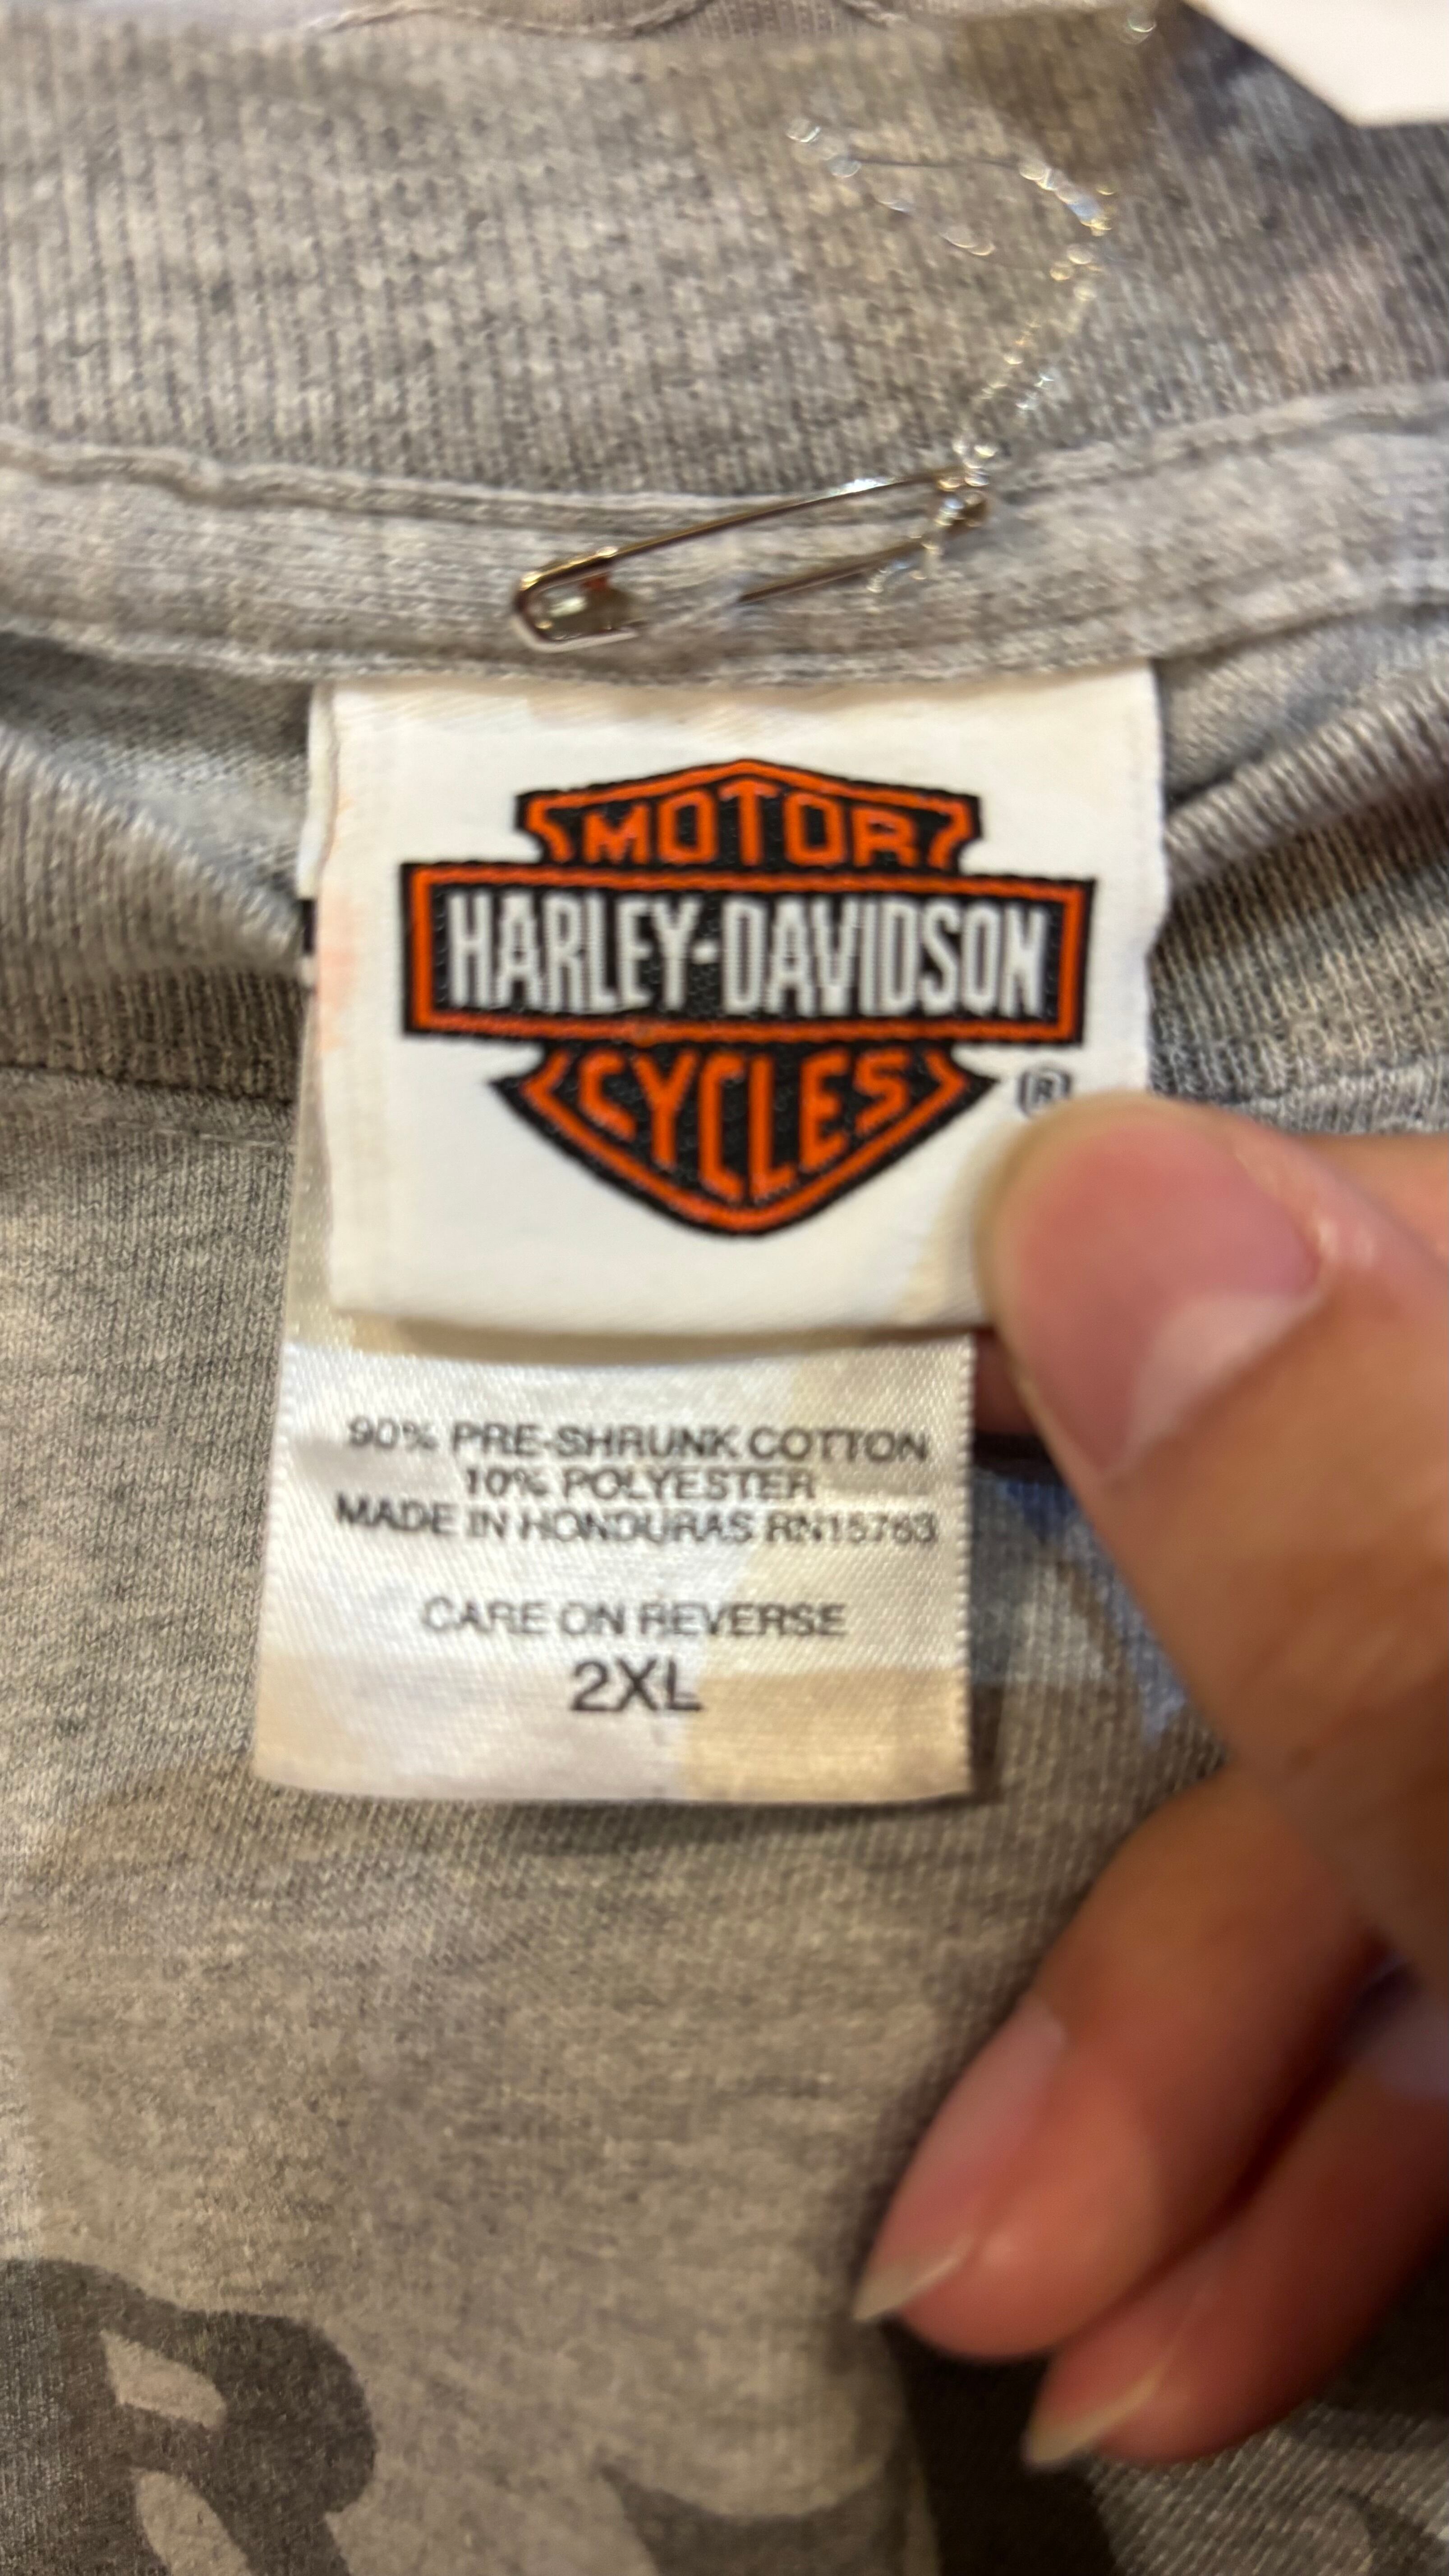 MOTOR
HARLEY-DAVIDSON
CYCLES
®
90% PRE-SHRUNK COTTON
10% POLYESTER
MADE IN HONDURAS RN15763
CARE ON REVERSE
2XL